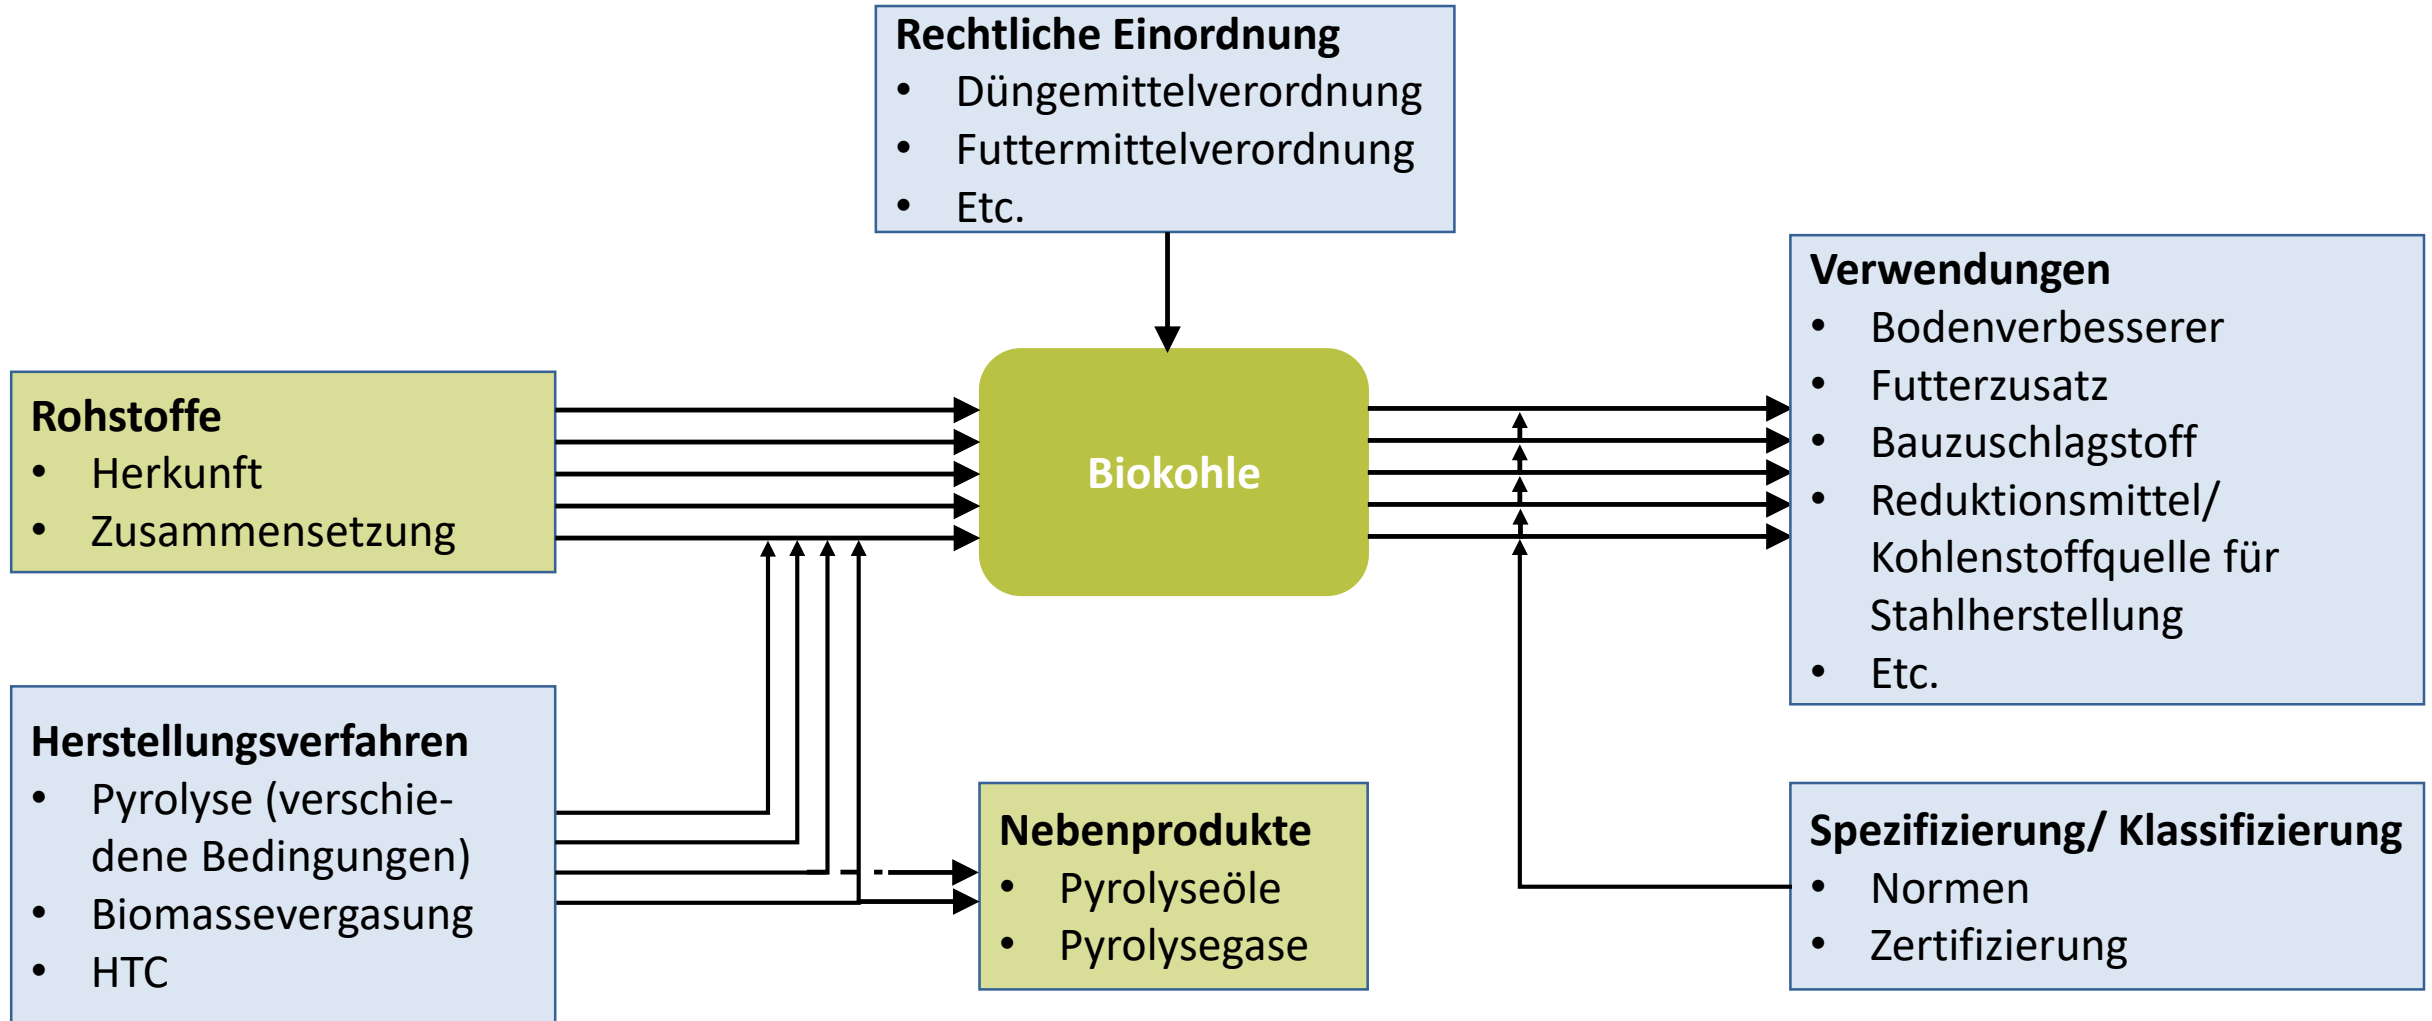 Rechtliche Einordnung
• Düngemittelverordnung
• Futtermittelverordnung
• Etc.
Rohstoffe
• Herkunft
• Zusammensetzung
Biokohle
Verwendungen
• Bodenverbesserer
• Futterzusatz
• Bauzuschlagstoff
• Reduktionsmittel/
Kohlenstoffquelle für
Stahlherstellung
• Etc.
Herstellungsverfahren
• Pyrolyse (verschie-
dene Bedingungen)
• Biomassevergasung
• HTC
Nebenprodukte
• Pyrolyseöle
• Pyrolysegase
Spezifizierung/ Klassifizierung
• Normen
• Zertifizierung